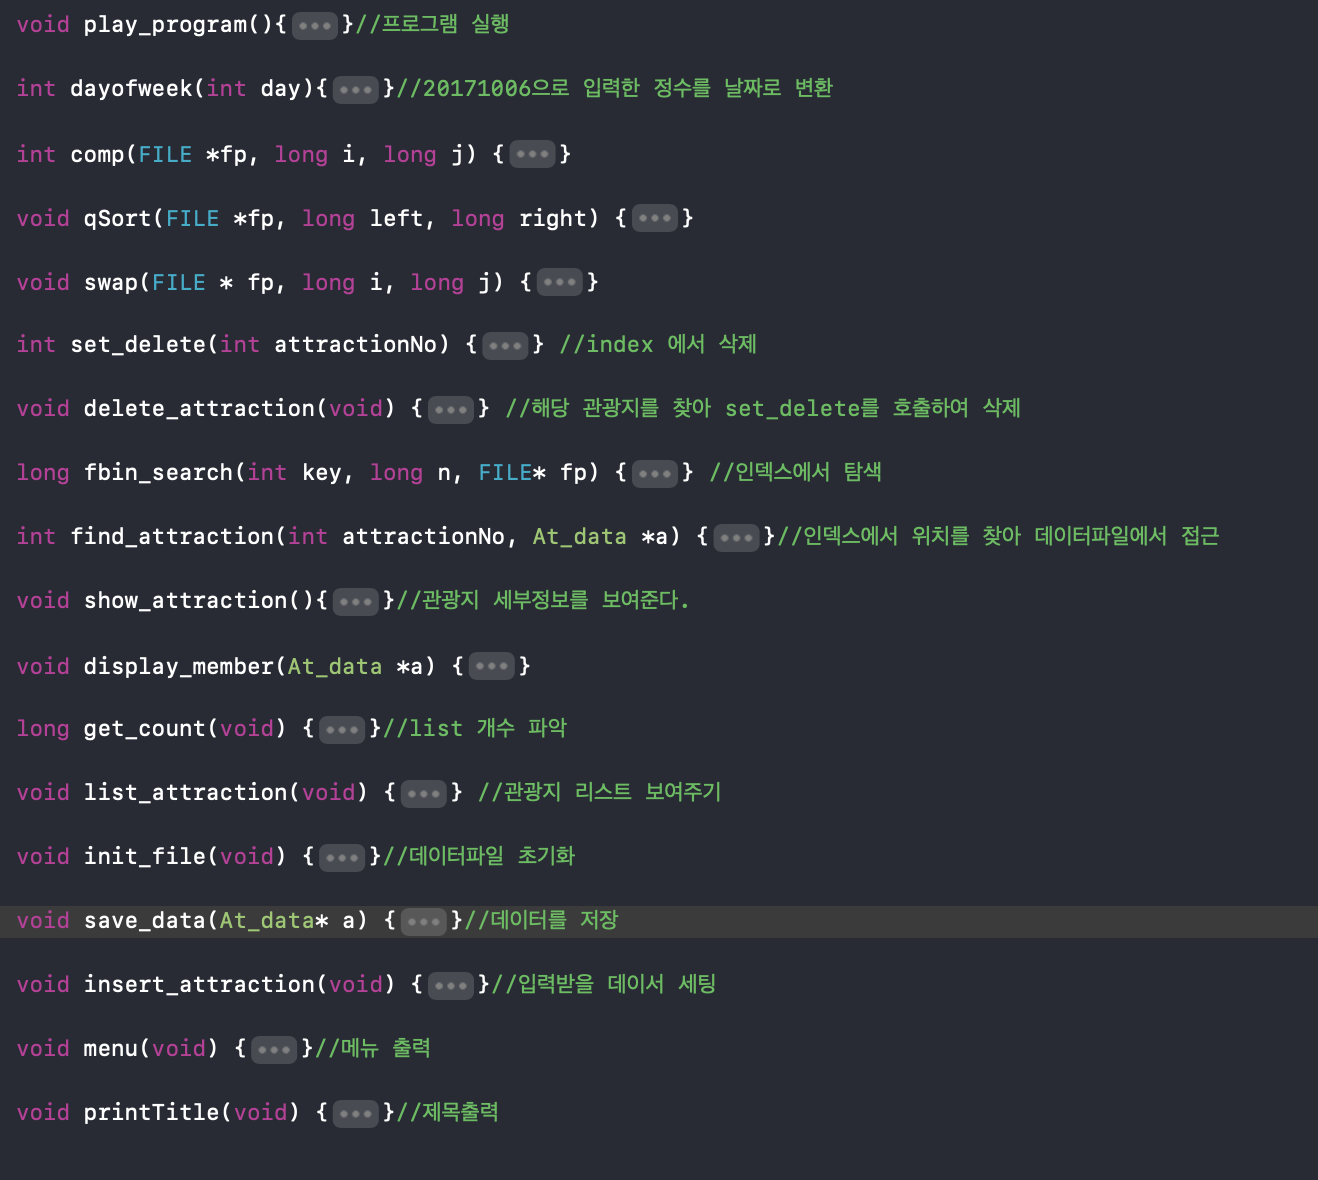 void play_program(){•••}//프로그램 실행
int dayofweek(int day){•••}//20171006으로 입력한 정수를 날짜로 변환
int comp(FILE *fp, long i, long j) {•••}
void qSort(FILE *fp, long left, long right) {•••}
void swap(FILE * fp, long i, long j) {•••}
int set_delete(int attractionNo) {•••} //index 에서 삭제
void delete_attraction(void) {•••} //해당 관광지를 찾아 set_delete를 호출하여 삭제
long fbin_search(int key, long n, FILE* fp) {•••} //인덱스에서 탐색
int find_attraction(int attractionNo, At_data *a) {•••}//인덱스에서 위치를 찾아 데이터파일에서 접근
void show_attraction(){•••}//관광지 세부정보를 보여준다.
void display_member(At_data *a) {•••}
long get_count(void) {•••}//list 개수 파악
void list_attraction(void) {•••} //관광지 리스트 보여주기
void init_file(void) {•••}//데이터파일 초기화
void save_data(At_data* a) {•••}//데이터를 저장
void insert_attraction(void) {•••}//입력받을 데이서 세팅
void menu(void) {•••}//메뉴 출력
void printTitle(void) {•••}//제목출력